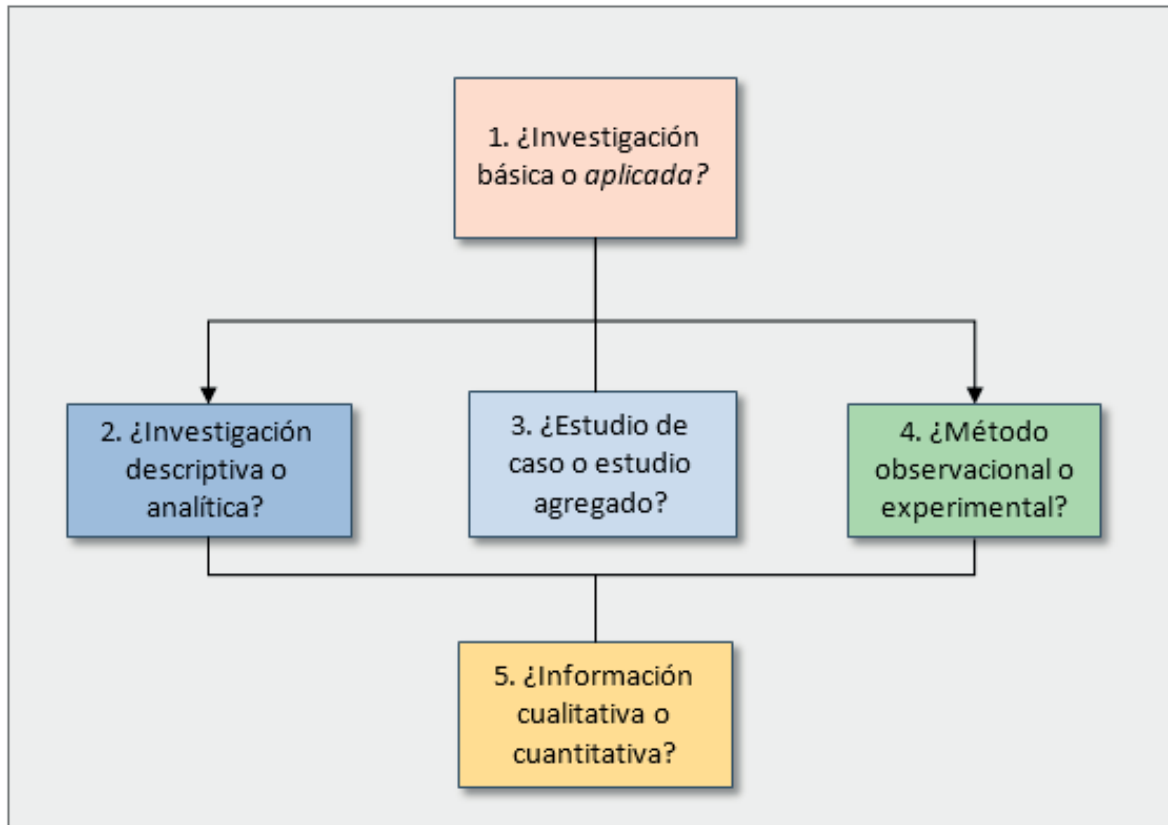 1. ¿Investigación
básica o aplicada?
2. ¿Investigación
descriptiva o
analítica?
3. ¿Estudio de
caso o estudio
agregado?
4. ¿Método
observacional o
experimental?
5. ¿Información
cualitativa o
cuantitativa?